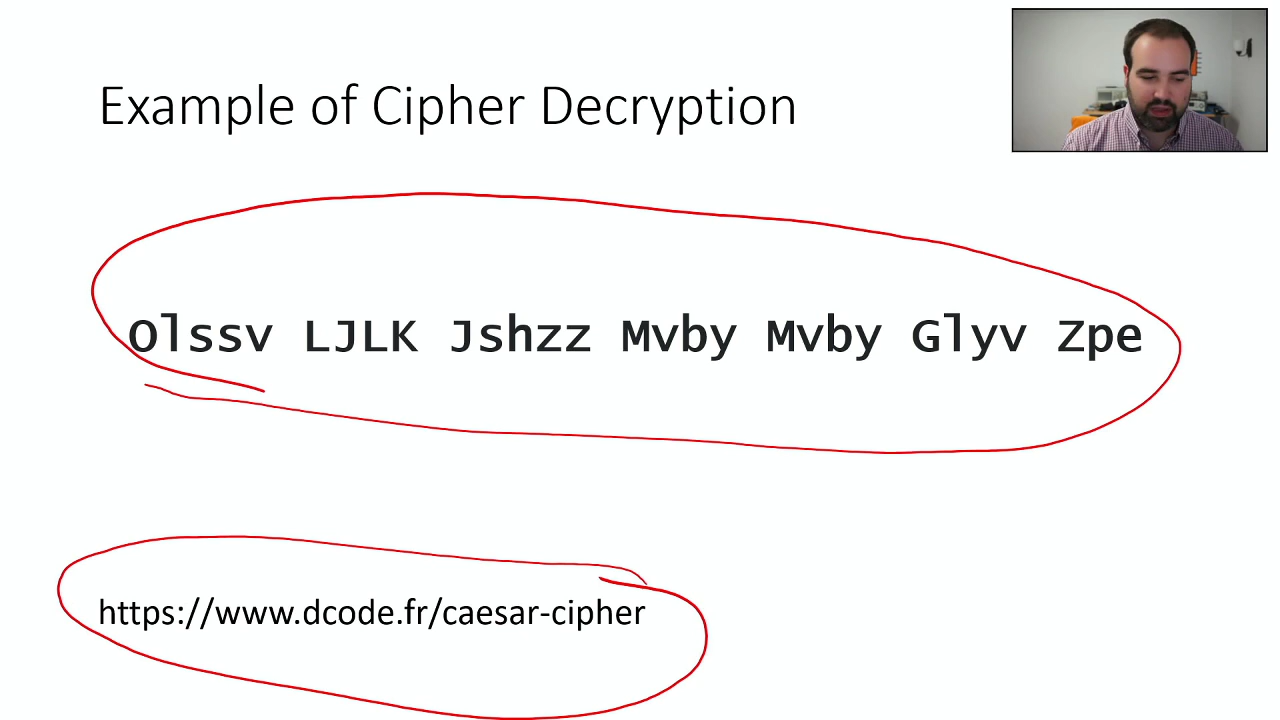 Example of Cipher Decryption
Olssv LJLK Jshzz Mvby Mvby Glyv Zpe
https://www.dcode.fr/caesar-cipher